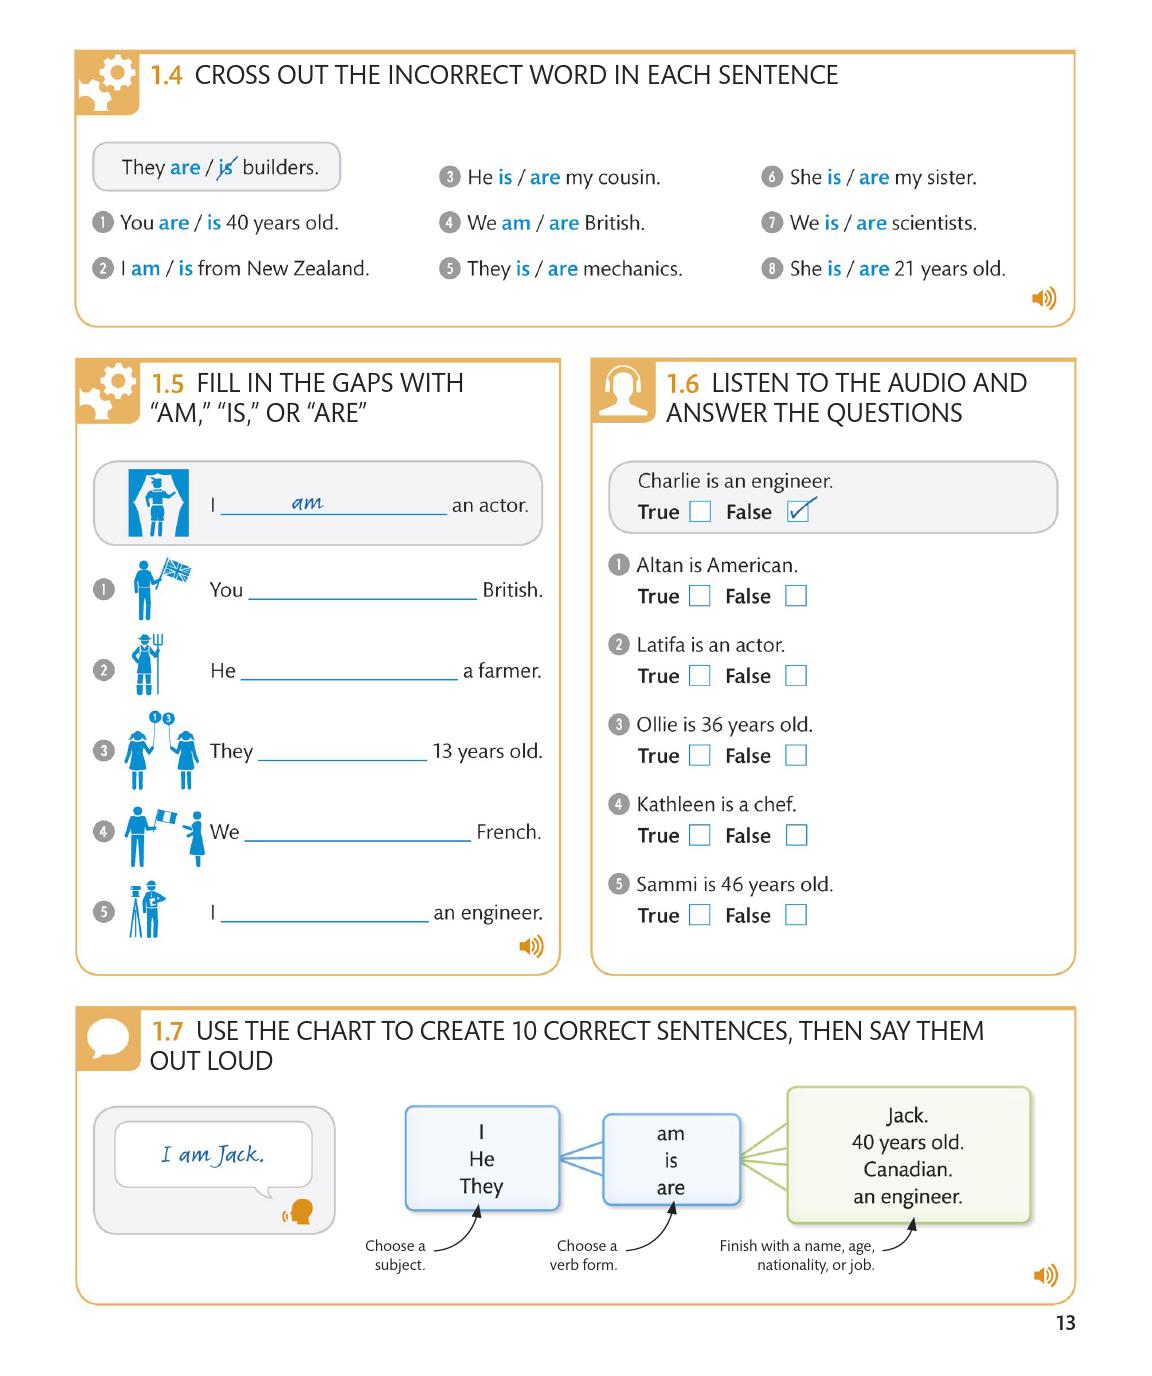 1.4 CROSS OUT THE INCORRECT WORD IN EACH SENTENCE
They are / is builders.
1 You are / is 40 years old.
2 I am / is from New Zealand.
3 He is / are my cousin.
4 We am / are British.
5 They is / are mechanics.
6 She is / are my sister.
7 We is / are scientists.
8 She is / are 21 years old.
1.5 FILL IN THE GAPS WITH
“AM,” “IS,” OR “ARE”
I am an actor.
1 You British.
2 He a farmer.
1 3
3 They 13 years old.
4 We French.
5 I an engineer.
1.6 LISTEN TO THE AUDIO AND
ANSWER THE QUESTIONS
Charlie is an engineer.
True False
1 Altan is American.
True False
2 Latifa is an actor.
True False
3 Ollie is 36 years old.
True False
4 Kathleen is a chef.
True False
5 Sammi is 46 years old.
True False
1.7 USE THE CHART TO CREATE 10 CORRECT SENTENCES, THEN SAY THEM
OUT LOUD
I am Jack.
I
He
They
Choose a
subject.
am
is
are
Choose a
verb form.
Jack.
40 years old.
Canadian.
an engineer.
Finish with a name, age,
nationality, or job.
13